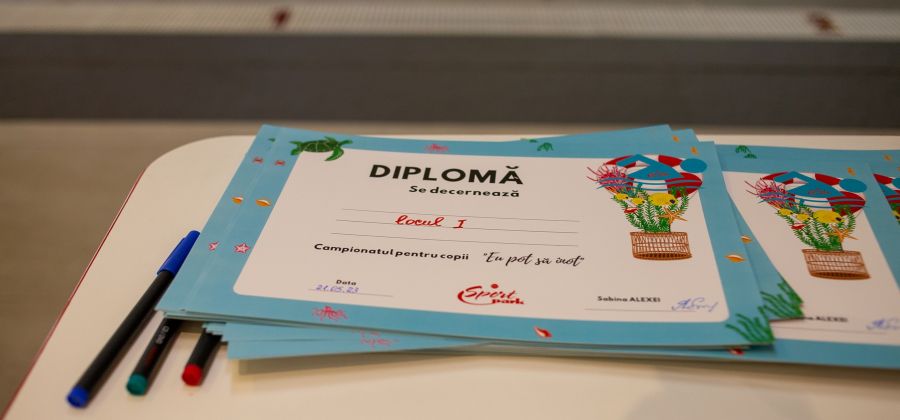 DIPLOMĂ
Se decernează
locul I
Campionatul pentru copii "Eu pot să înot"
Data
21.05.23
Sport
park
Sabina ALEXEI
ALEXEI